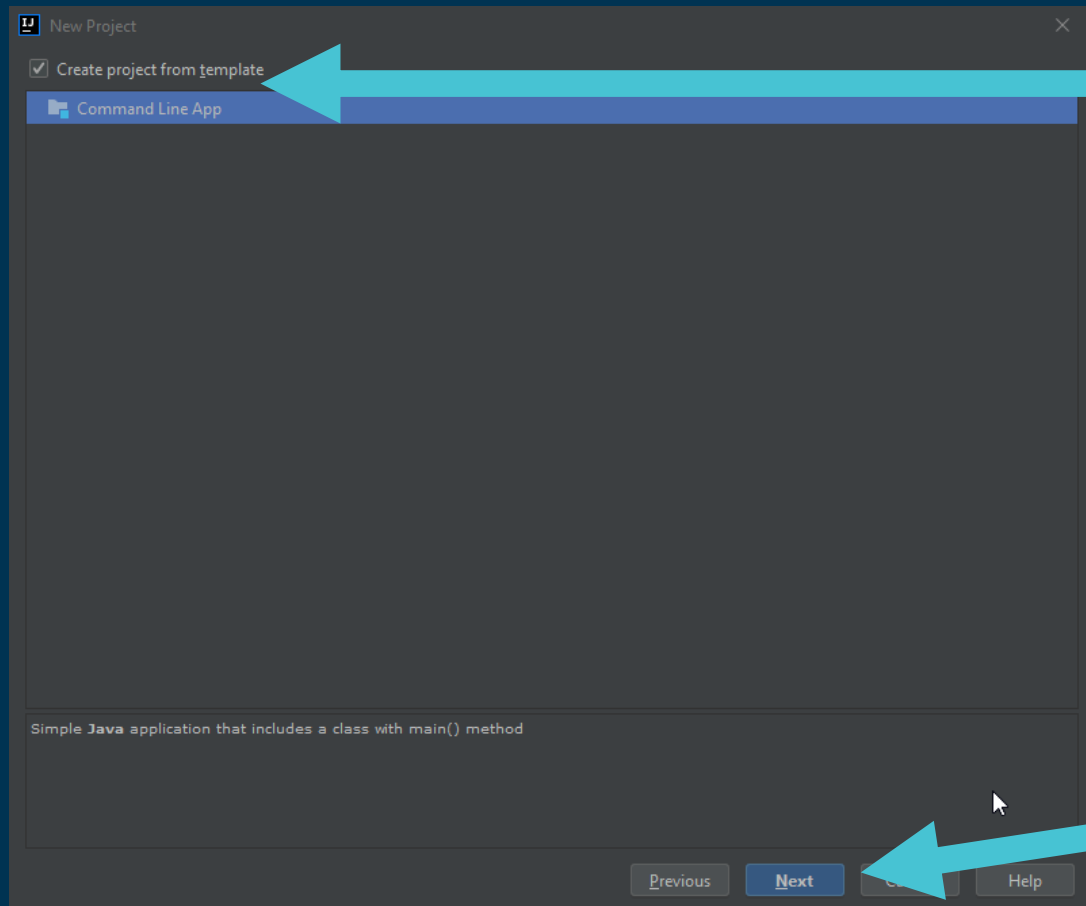 IJ New Project
Create project from template
Command Line App
Simple Java application that includes a class with main() method
Previous Next Help